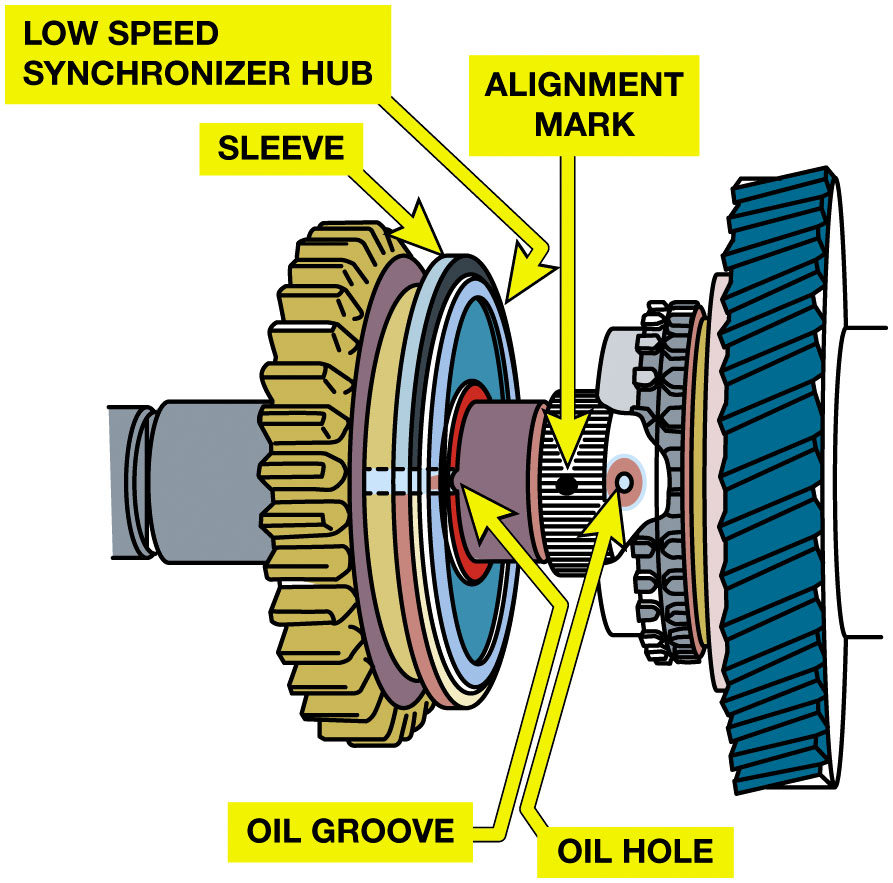 LOW SPEED
SYNCHRONIZER HUB
ALIGNMENT
MARK
SLEEVE
OIL GROOVE
OIL HOLE